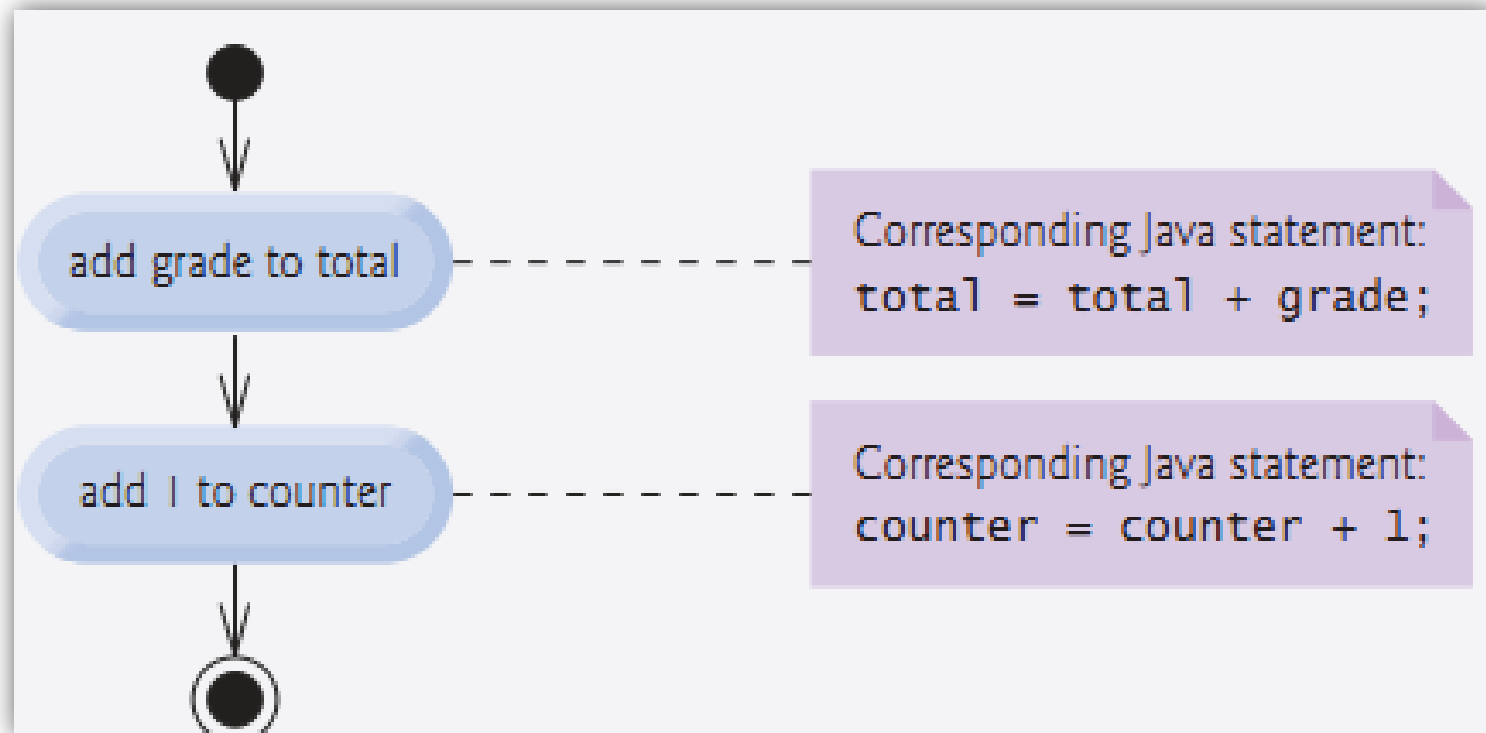 add grade to total
Corresponding Java statement:
total = total + grade;
add 1 to counter
Corresponding Java statement:
counter = counter + 1;